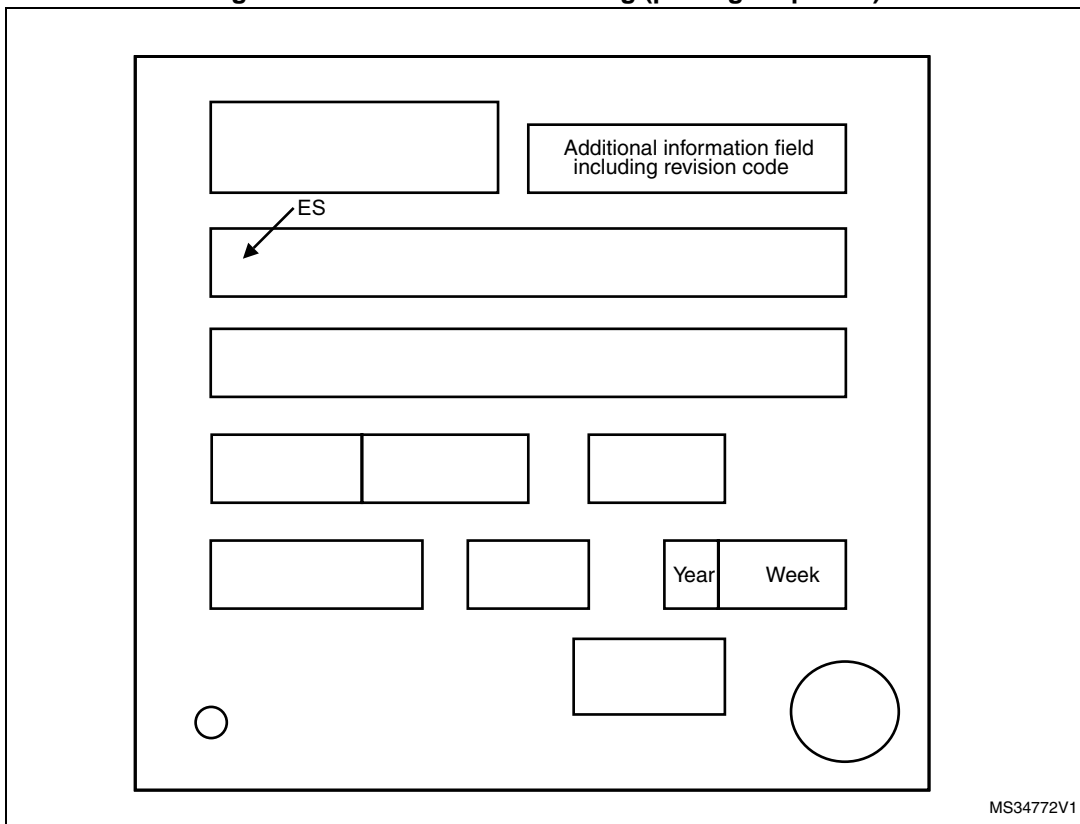 Additional information field
including revision code
ES
Year Week
MS34772V1